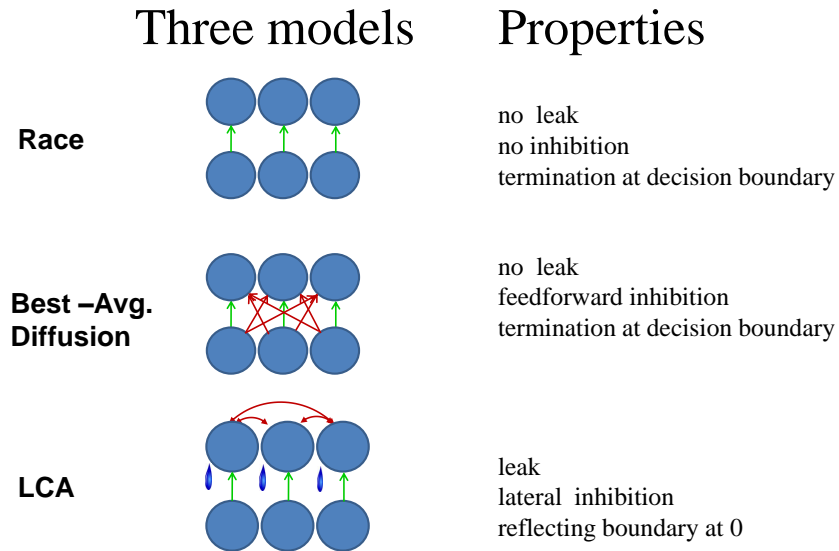 Three models
Properties
Race
no leak
no inhibition
termination at decision boundary
Best –Avg.
Diffusion
no leak
feedforward inhibition
termination at decision boundary
LCA
leak
lateral inhibition
reflecting boundary at 0